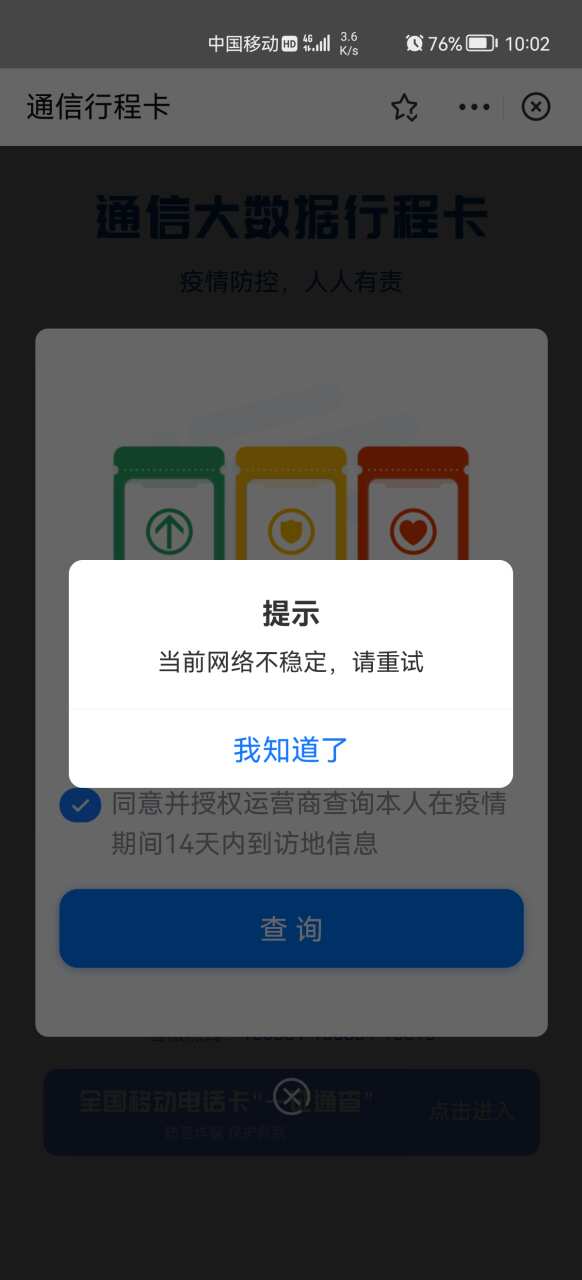 中国移动 HD 4G 3.6 K/s 76% 10:02
通信行程卡
通信大数据行程卡
疫情防控，人人有责
提示
当前网络不稳定，请重试
我知道了
同意并授权运营商查询本人在疫情
期间14天内到访地信息
查询
全国移动电话卡“一 通查”
点击进入